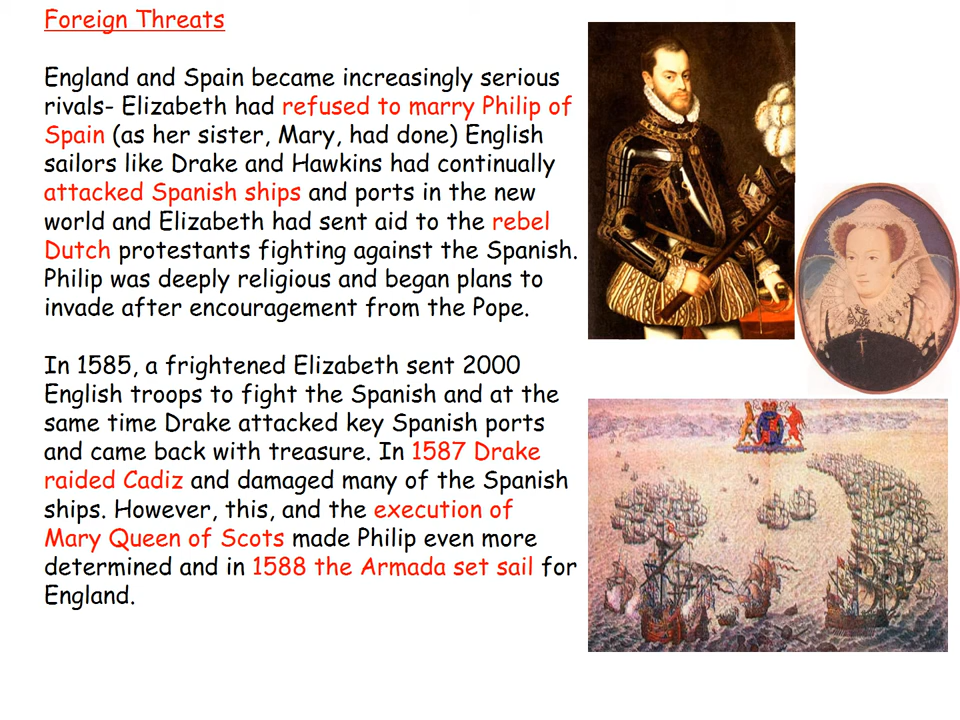 Foreign Threats
England and Spain became increasingly serious
rivals- Elizabeth had refused to marry Philip of
Spain (as her sister, Mary, had done) English
sailors like Drake and Hawkins had continually
attacked Spanish ships and ports in the new
world and Elizabeth had sent aid to the rebel
Dutch protestants fighting against the Spanish.
Philip was deeply religious and began plans to
invade after encouragement from the Pope.
In 1585, a frightened Elizabeth sent 2000
English troops to fight the Spanish and at the
same time Drake attacked key Spanish ports
and came back with treasure. In 1587 Drake
raided Cadiz and damaged many of the Spanish
ships. However, this, and the execution of
Mary Queen of Scots made Philip even more
determined and in 1588 the Armada set sail for
England.